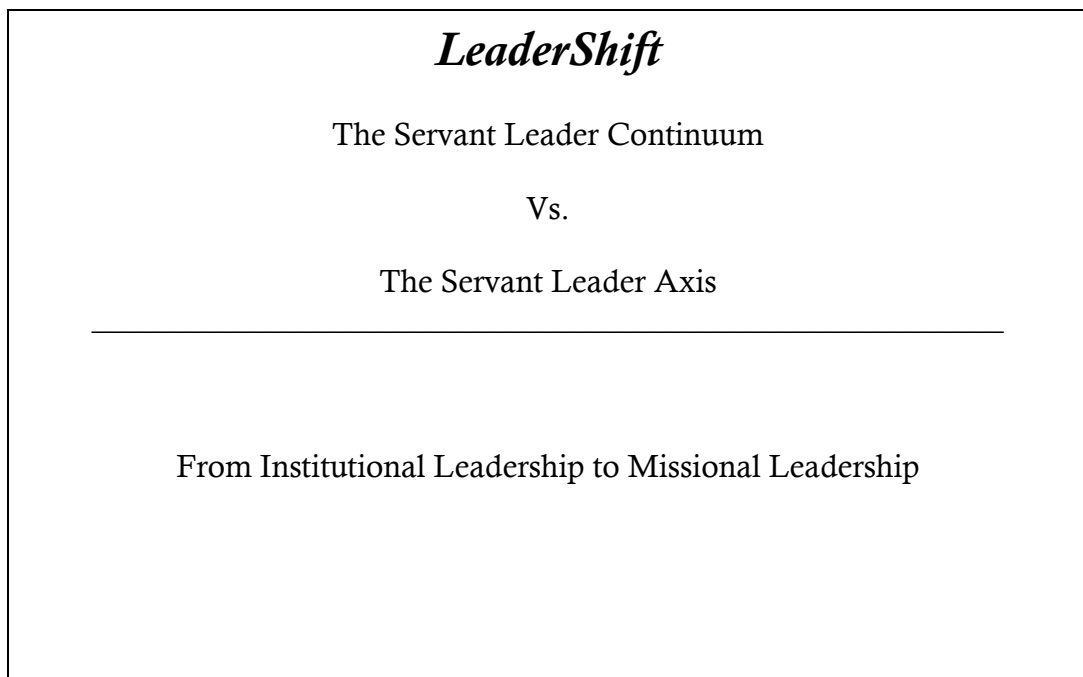 LeaderShift
The Servant Leader Continuum
Vs.
The Servant Leader Axis
From Institutional Leadership to Missional Leadership